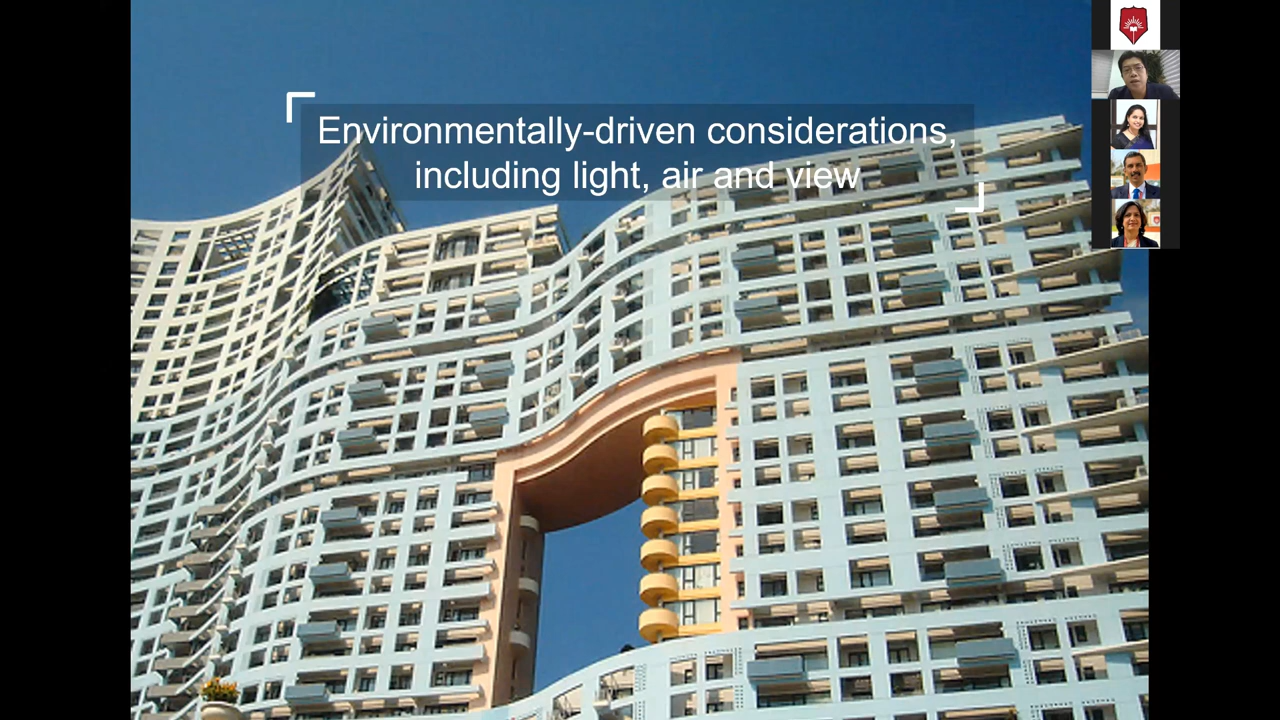 Environmentally-driven considerations,
including light, air and view